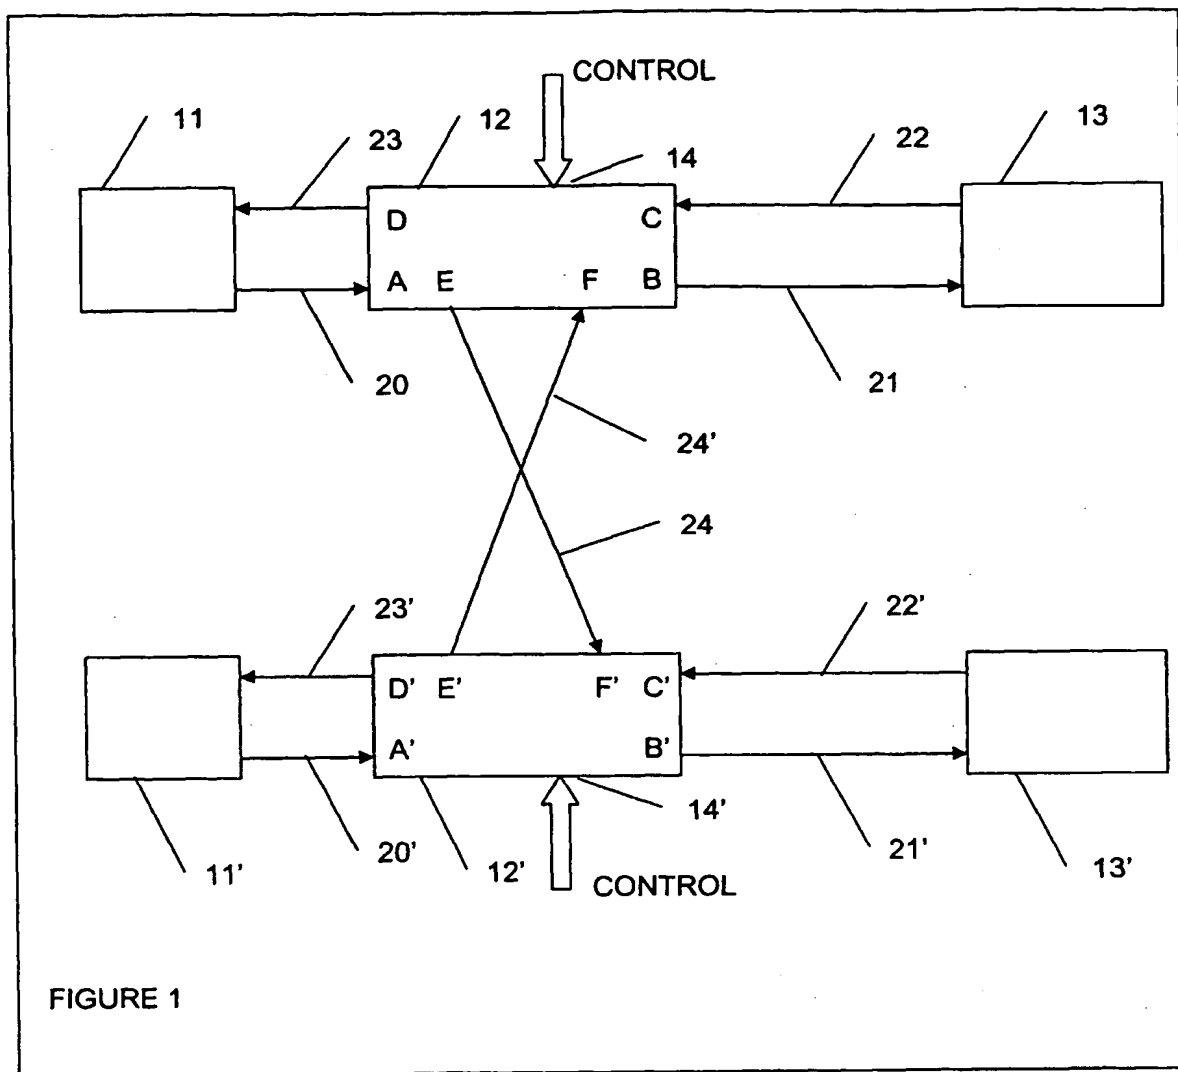 CONTROL
11 23 12 14 22 13
D C
A E F B
20 21
24'
24
23' 22'
D' E' F' C'
A' B'
14'
11' 20' 12' 21' 13'
CONTROL
FIGURE 1